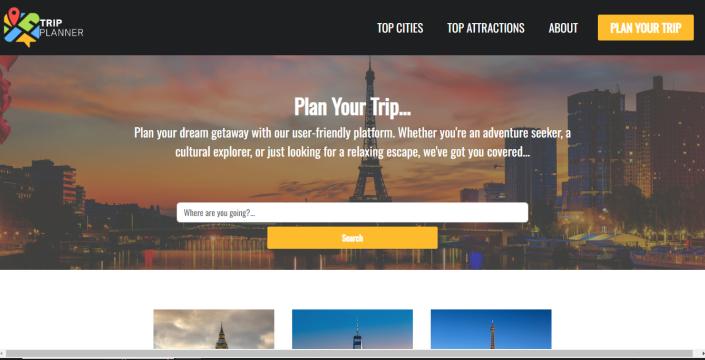 TRIP
PLANNER
TOP CITIES
TOP ATTRACTIONS
ABOUT
PLAN YOUR TRIP
Plan Your Trip...
Plan your dream getaway with our user-friendly platform. Whether you're an adventure seeker, a
cultural explorer, or just looking for a relaxing escape, we've got you covered...
Where are you going?...
Search